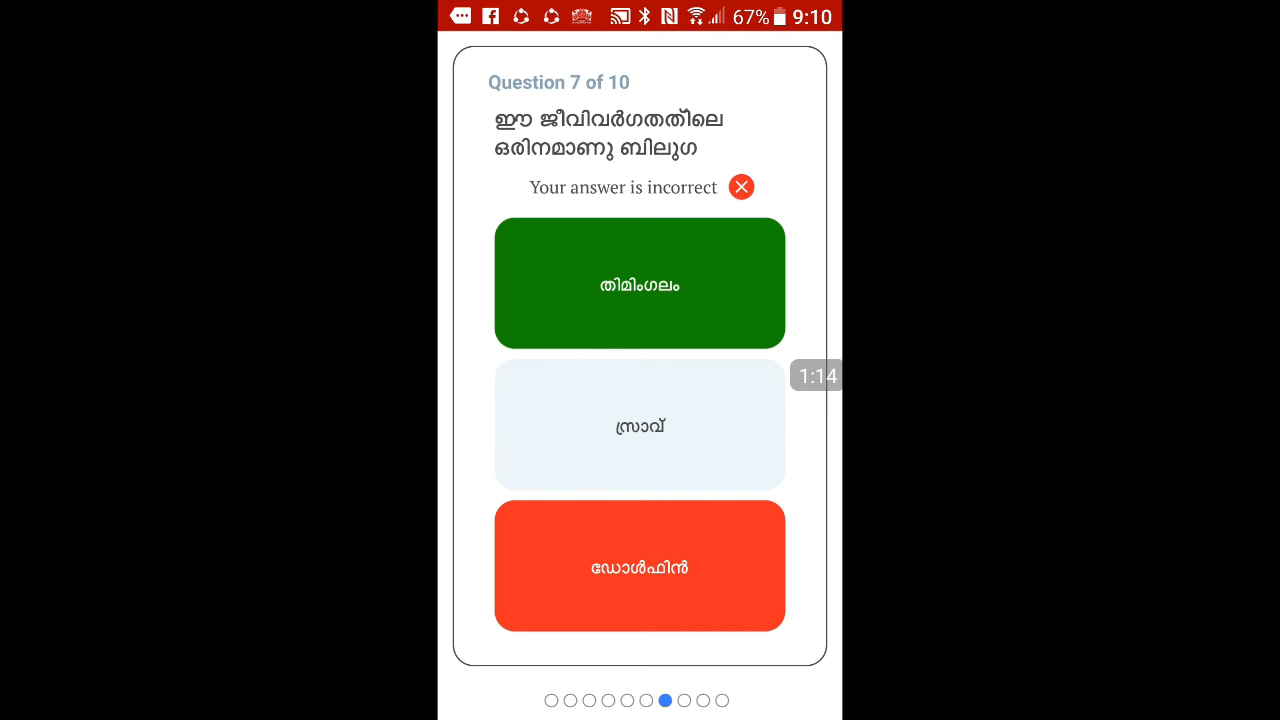 67% 9:10
Question 7 of 10
ഈ ജീവിവർഗതത്ിലെ
ഒരിനമാണു ബിലുഗ
Your answer is incorrect
തിമിംഗലം
സ്രാവ്
1:14
ഡോൾഫിൻ